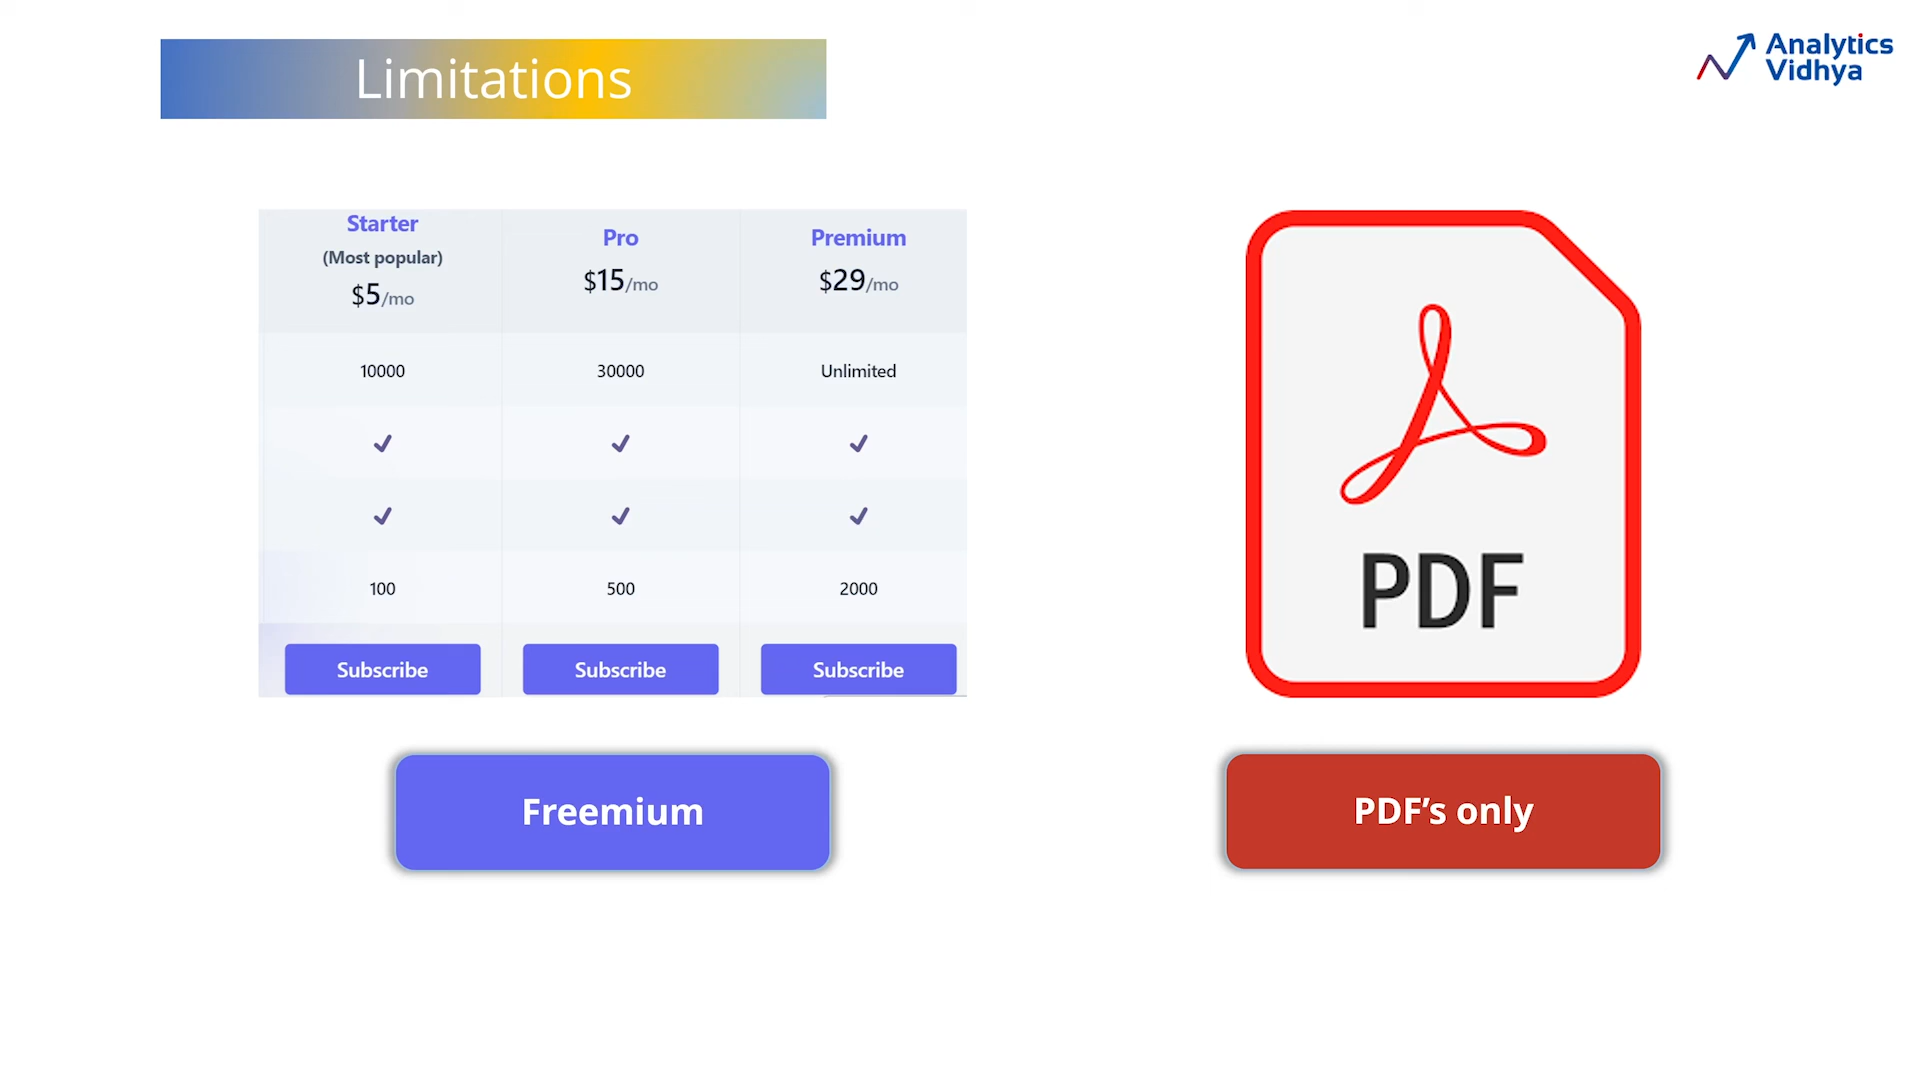 Limitations
Analytics
Vidhya
Starter
(Most popular)
$5/mo
Pro
$15/mo
Premium
$29/mo
10000
30000
Unlimited
100
500
2000
Subscribe
Subscribe
Subscribe
PDF
Freemium
PDF’s only